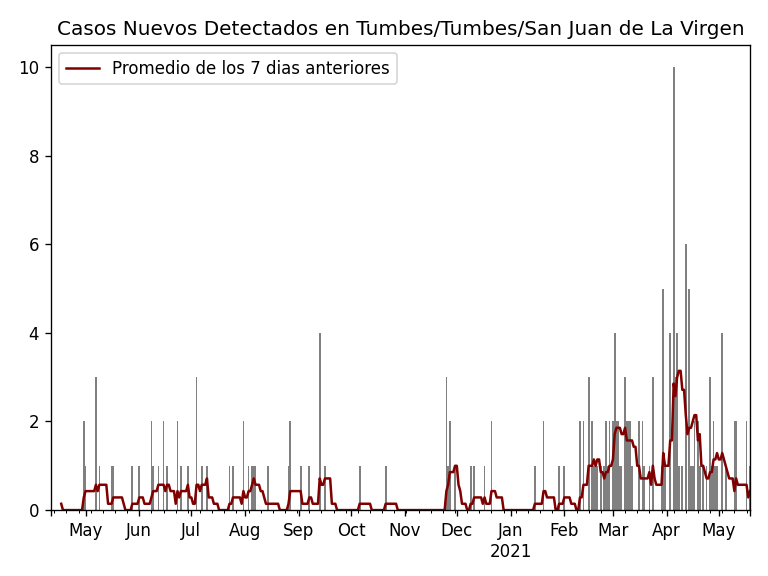 Casos Nuevos Detectados en Tumbes/Tumbes/San Juan de La Virgen
Promedio de los 7 dias anteriores
10
8
6
4
2
0
May Jun Jul Aug Sep Oct Nov Dec Jan Feb Mar Apr May
2021